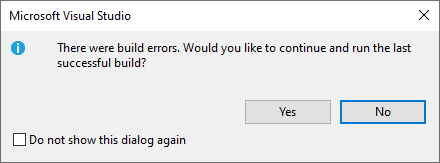 Microsoft Visual Studio
There were build errors. Would you like to continue and run the last
successful build?
Yes
No
Do not show this dialog again